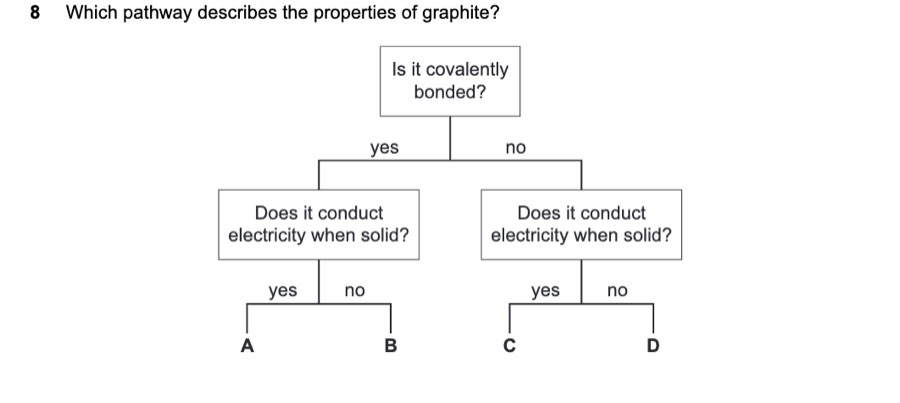 8 Which pathway describes the properties of graphite?
Is it covalently
bonded?
yes
no
Does it conduct
electricity when solid?
Does it conduct
electricity when solid?
yes
no
yes
no
A
B
C
D